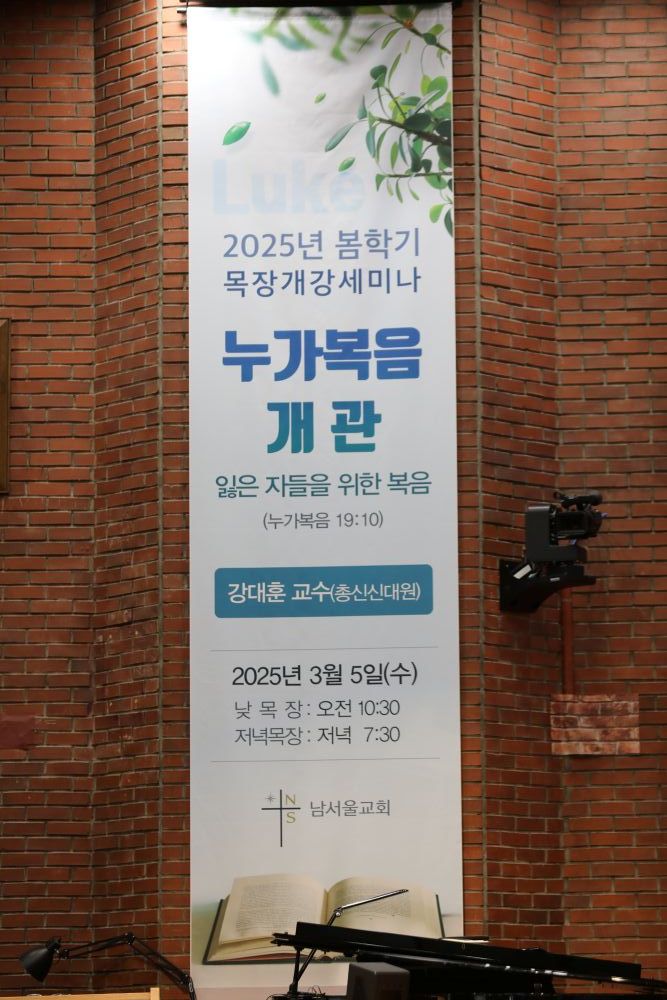 Luke
2025년 봄학기
목장개강세미나
누가복음
개관
잃은 자들을 위한 복음
(누가복음 19:10)
강대훈 교수(총신신대원)
2025년 3월 5일(수)
낮 목 장 : 오전 10:30
저녁목장 : 저녁 7:30
N
S
남서울교회